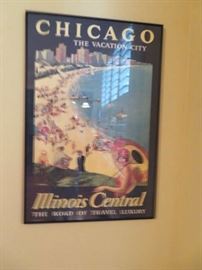 CHICAGO
THE VACATION CITY
Illinois Central
THE ROAD OF TRAVEL LUXURY